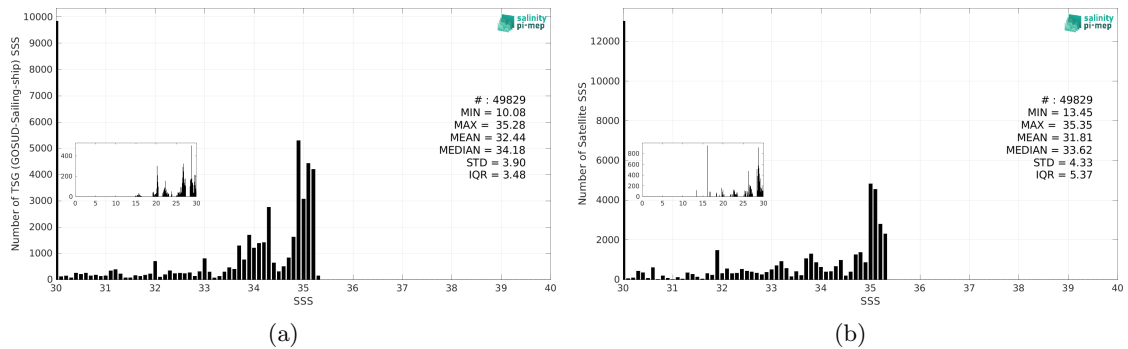 salinity
pi-mep
10000
9000
8000
7000
6000
5000
4000
3000
2000
1000
0
Number of TSG (GOSUD-Sailing-ship) SSS
# : 49829
MIN = 10.08
MAX = 35.28
MEAN = 32.44
MEDIAN = 34.18
STD = 3.90
IQR = 3.48
400
200
0
0 5 10 15 20 25 30
30 31 32 33 34 35 36 37 38 39 40
SSS
(a)
salinity
pi-mep
12000
10000
8000
6000
4000
2000
0
Number of Satellite SSS
# : 49829
MIN = 13.45
MAX = 35.35
MEAN = 31.81
MEDIAN = 33.62
STD = 4.33
IQR = 5.37
800
600
400
200
0
0 5 10 15 20 25 30
30 31 32 33 34 35 36 37 38 39 40
SSS
(b)